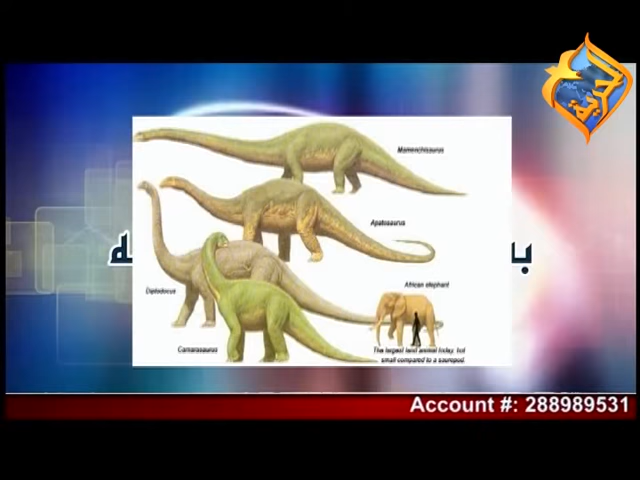 Mamenchisaurus
Apatosaurus
Diplodocus
African elephant
Camarasaurus
The largest land animal today, but
small compared to a sauropod.
Account #: 288989531